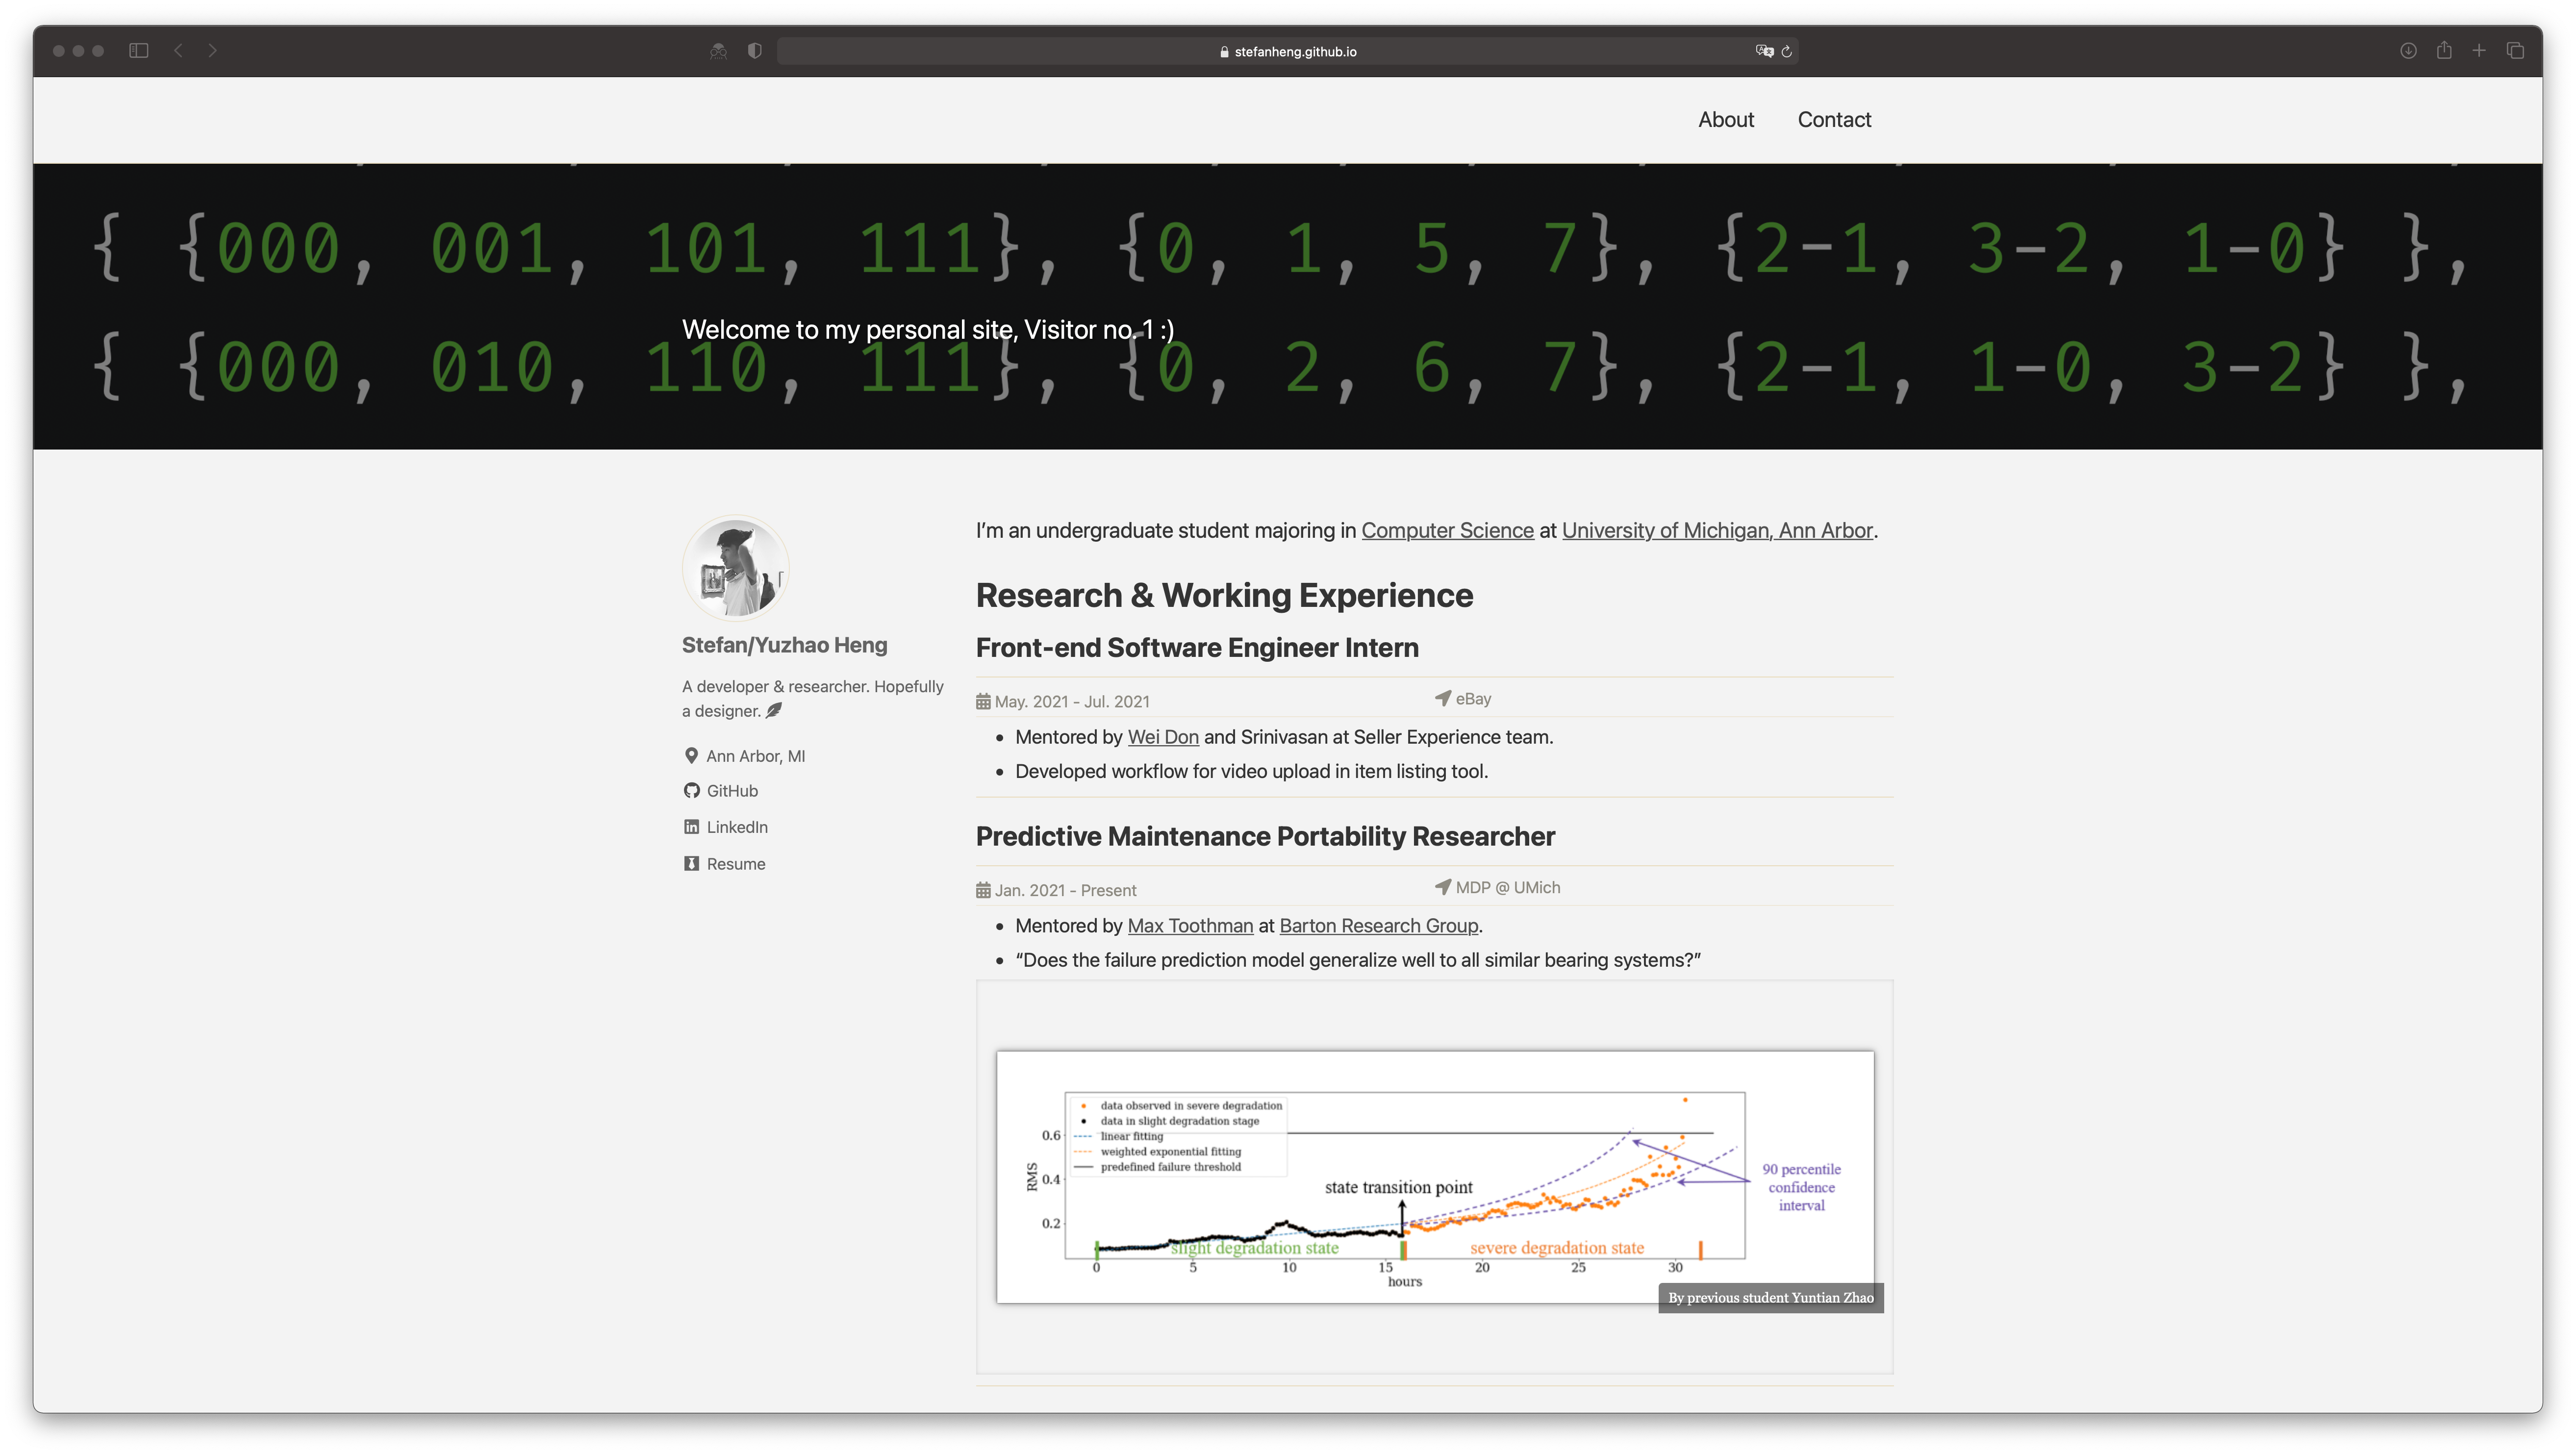 stefanheng.github.io
About
Contact
{ {000, 001, 101, 111}, {0, 1, 5, 7}, {2-1, 3-2, 1-0} },
Welcome to my personal site, Visitor no. 1 :)
{ {000, 010, 110, 111}, {0, 2, 6, 7}, {2-1, 1-0, 3-2} },
Stefan/Yuzhao Heng
A developer & researcher. Hopefully
a designer.
Ann Arbor, MI
GitHub
LinkedIn
Resume
I’m an undergraduate student majoring in Computer Science at University of Michigan, Ann Arbor.
Research & Working Experience
Front-end Software Engineer Intern
May. 2021 - Jul. 2021
eBay
• Mentored by Wei Don and Srinivasan at Seller Experience team.
• Developed workflow for video upload in item listing tool.
Predictive Maintenance Portability Researcher
Jan. 2021 - Present
MDP @ UMich
• Mentored by Max Toothman at Barton Research Group.
• “Does the failure prediction model generalize well to all similar bearing systems?”
data observed in severe degradation
data in slight degradation stage
linear fitting
weighted exponential fitting
predefined failure threshold
RMS
0.6
0.4
0.2
state transition point
90 percentile
confidence
interval
slight degradation state
severe degradation state
0 5 10 15 20 25 30
hours
By previous student Yuntian Zhao